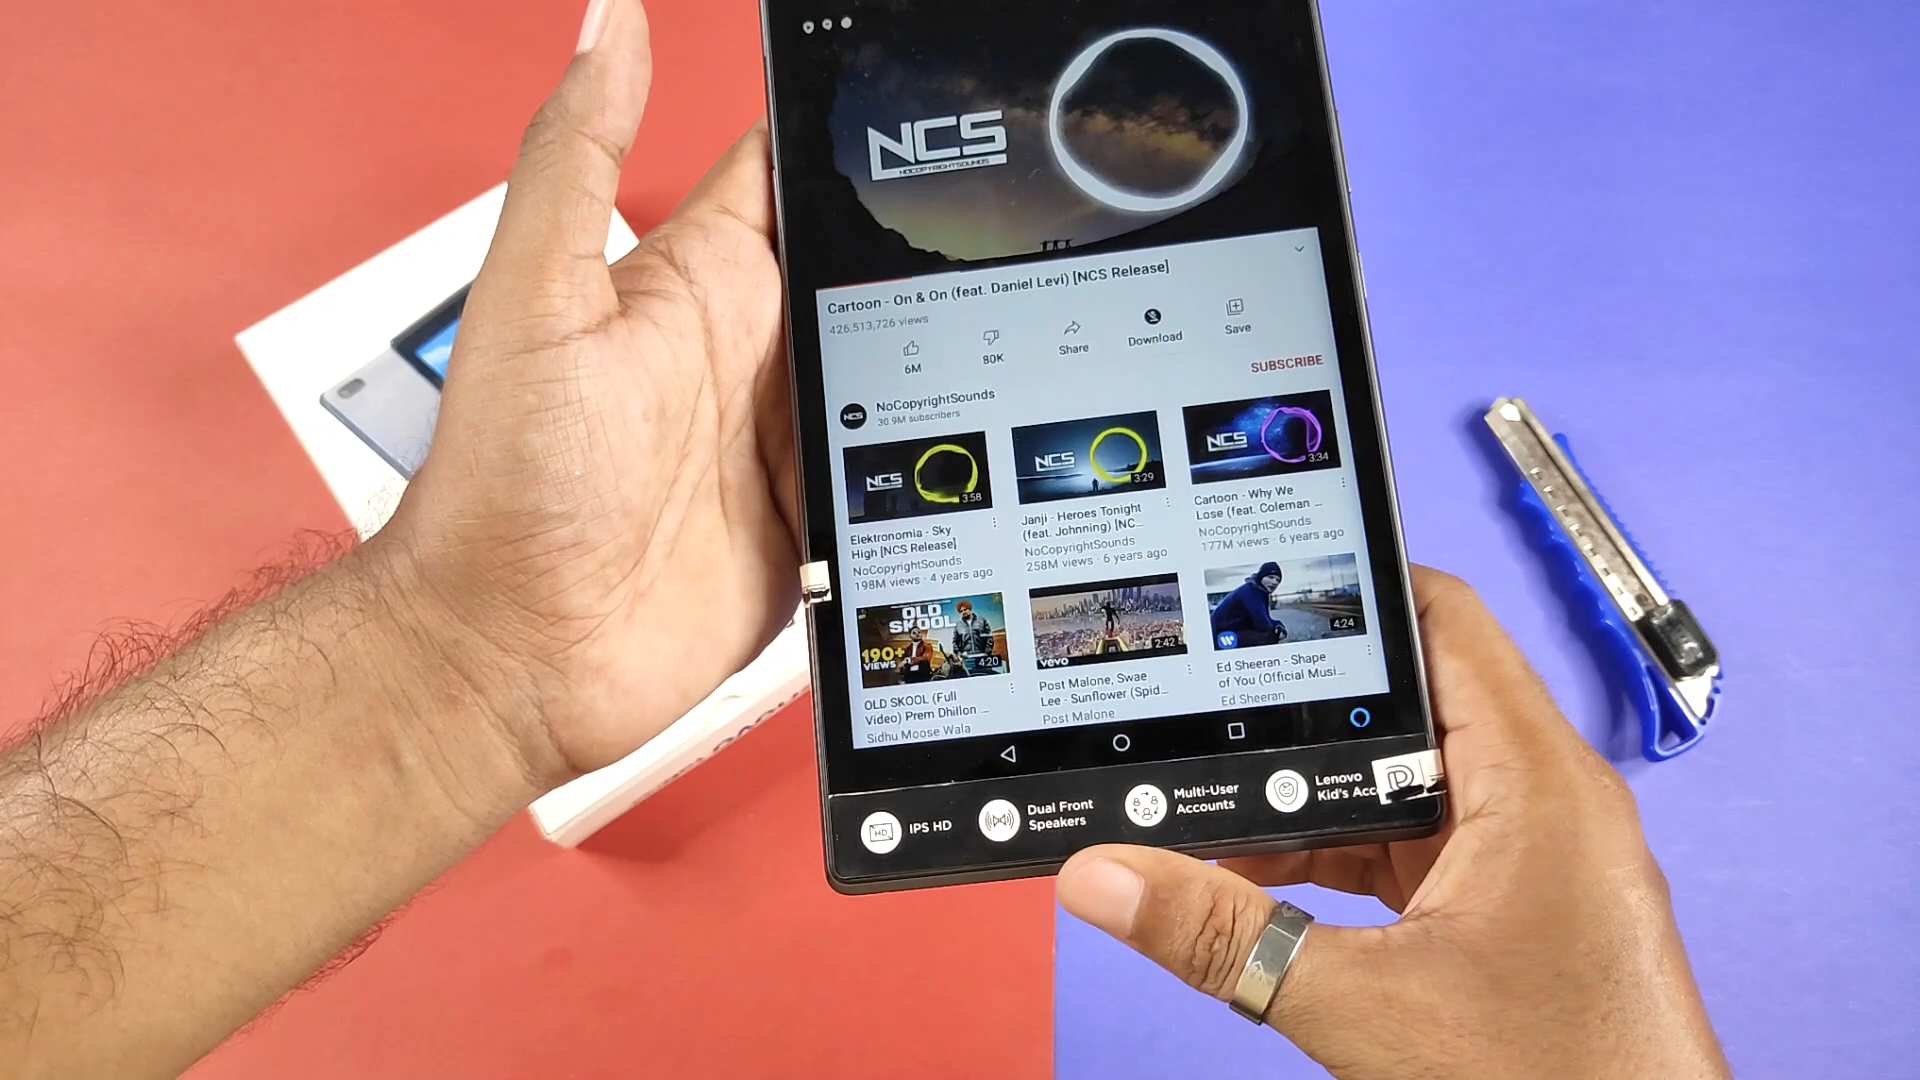 NCS
NOCOPYRIGHTSOUNDS
Cartoon - On & On (feat. Daniel Levi) [NCS Release]
426,513,726 views
6M
80K
Share
Download
Save
NCS
NoCopyrightSounds
30.9M subscribers
SUBSCRIBE
NCS
3:58
Elektronomia - Sky
High [NCS Release]
NoCopyrightSounds
198M views · 4 years ago
NCS
3:29
Janji - Heroes Tonight
(feat. Johnning) [NC...
NoCopyrightSounds
258M views · 6 years ago
NCS
3:34
Cartoon - Why We
Lose (feat. Coleman ...
NoCopyrightSounds
177M views · 6 years ago
OLD
SKOOL
190+
VIEWS
4:20
OLD SKOOL (Full
Video) Prem Dhillon ...
Sidhu Moose Wala
vevo
2:42
Post Malone, Swae
Lee - Sunflower (Spid...
Post Malone
4:24
Ed Sheeran - Shape
of You (Official Musi...
Ed Sheeran
HD
IPS HD
Dual Front
Speakers
Multi-User
Accounts
Lenovo
Kid's Acc